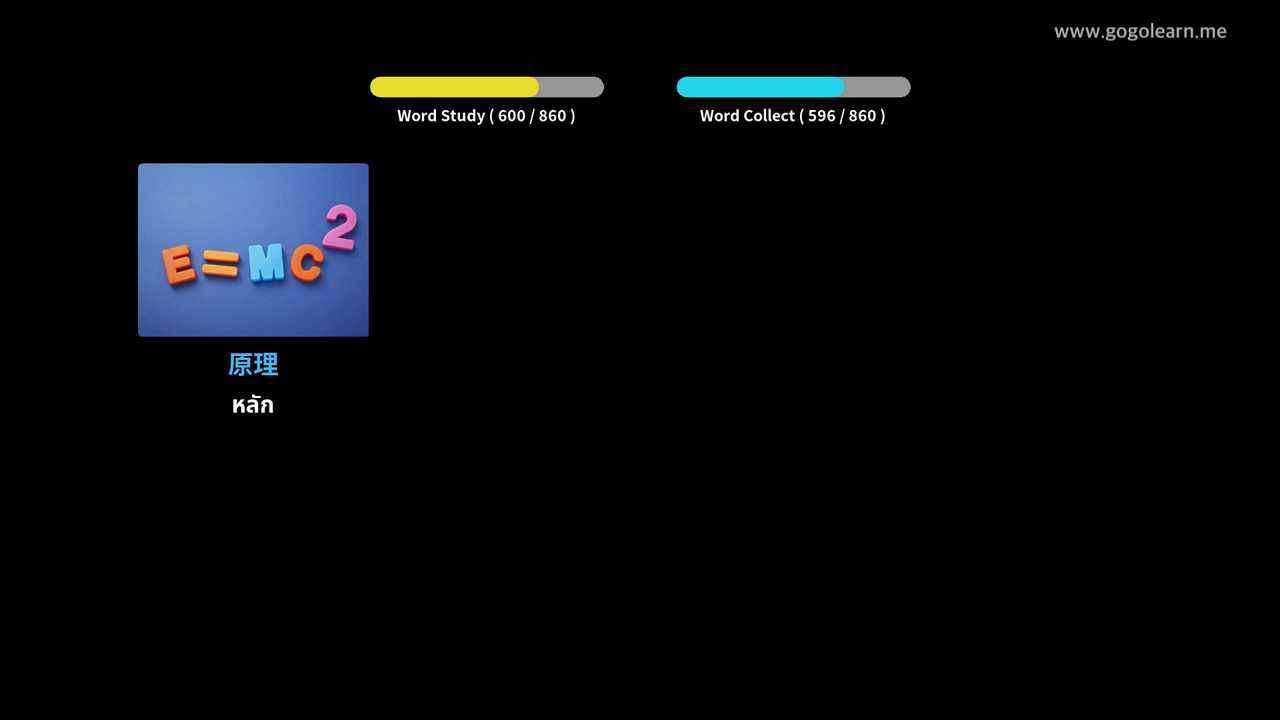 www.gogolearn.me
Word Study ( 600 / 860 )
Word Collect ( 596 / 860 )
E=MC2
原理
หลัก